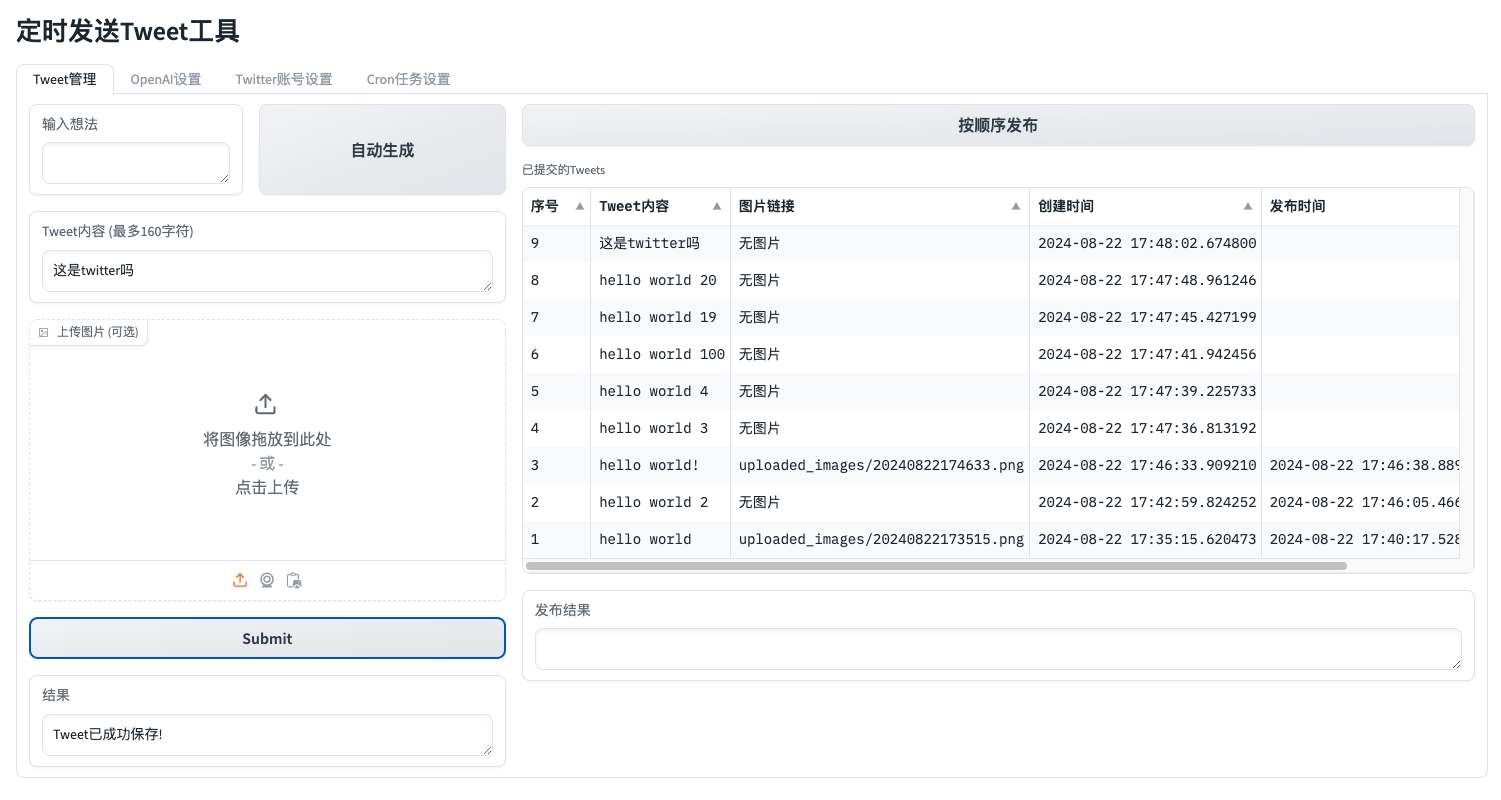 定时发送Tweet工具
Tweet管理 OpenAI设置 Twitter账号设置 Cron任务设置
输入想法
自动生成
Tweet内容 (最多160字符)
这是twitter吗
上传图片 (可选)
将图像拖放到此处
- 或 -
点击上传
Submit
结果
Tweet已成功保存!
按顺序发布
已提交的Tweets
序号 Tweet内容 图片链接 创建时间 发布时间
9 这是twitter吗 无图片 2024-08-22 17:48:02.674800
8 hello world 20 无图片 2024-08-22 17:47:48.961246
7 hello world 19 无图片 2024-08-22 17:47:45.427199
6 hello world 100 无图片 2024-08-22 17:47:41.942456
5 hello world 4 无图片 2024-08-22 17:47:39.225733
4 hello world 3 无图片 2024-08-22 17:47:36.813192
3 hello world! uploaded_images/20240822174633.png 2024-08-22 17:46:33.909210 2024-08-22 17:46:38.889
2 hello world 2 无图片 2024-08-22 17:42:59.824252 2024-08-22 17:46:05.466
1 hello world uploaded_images/20240822173515.png 2024-08-22 17:35:15.620473 2024-08-22 17:40:17.528
发布结果